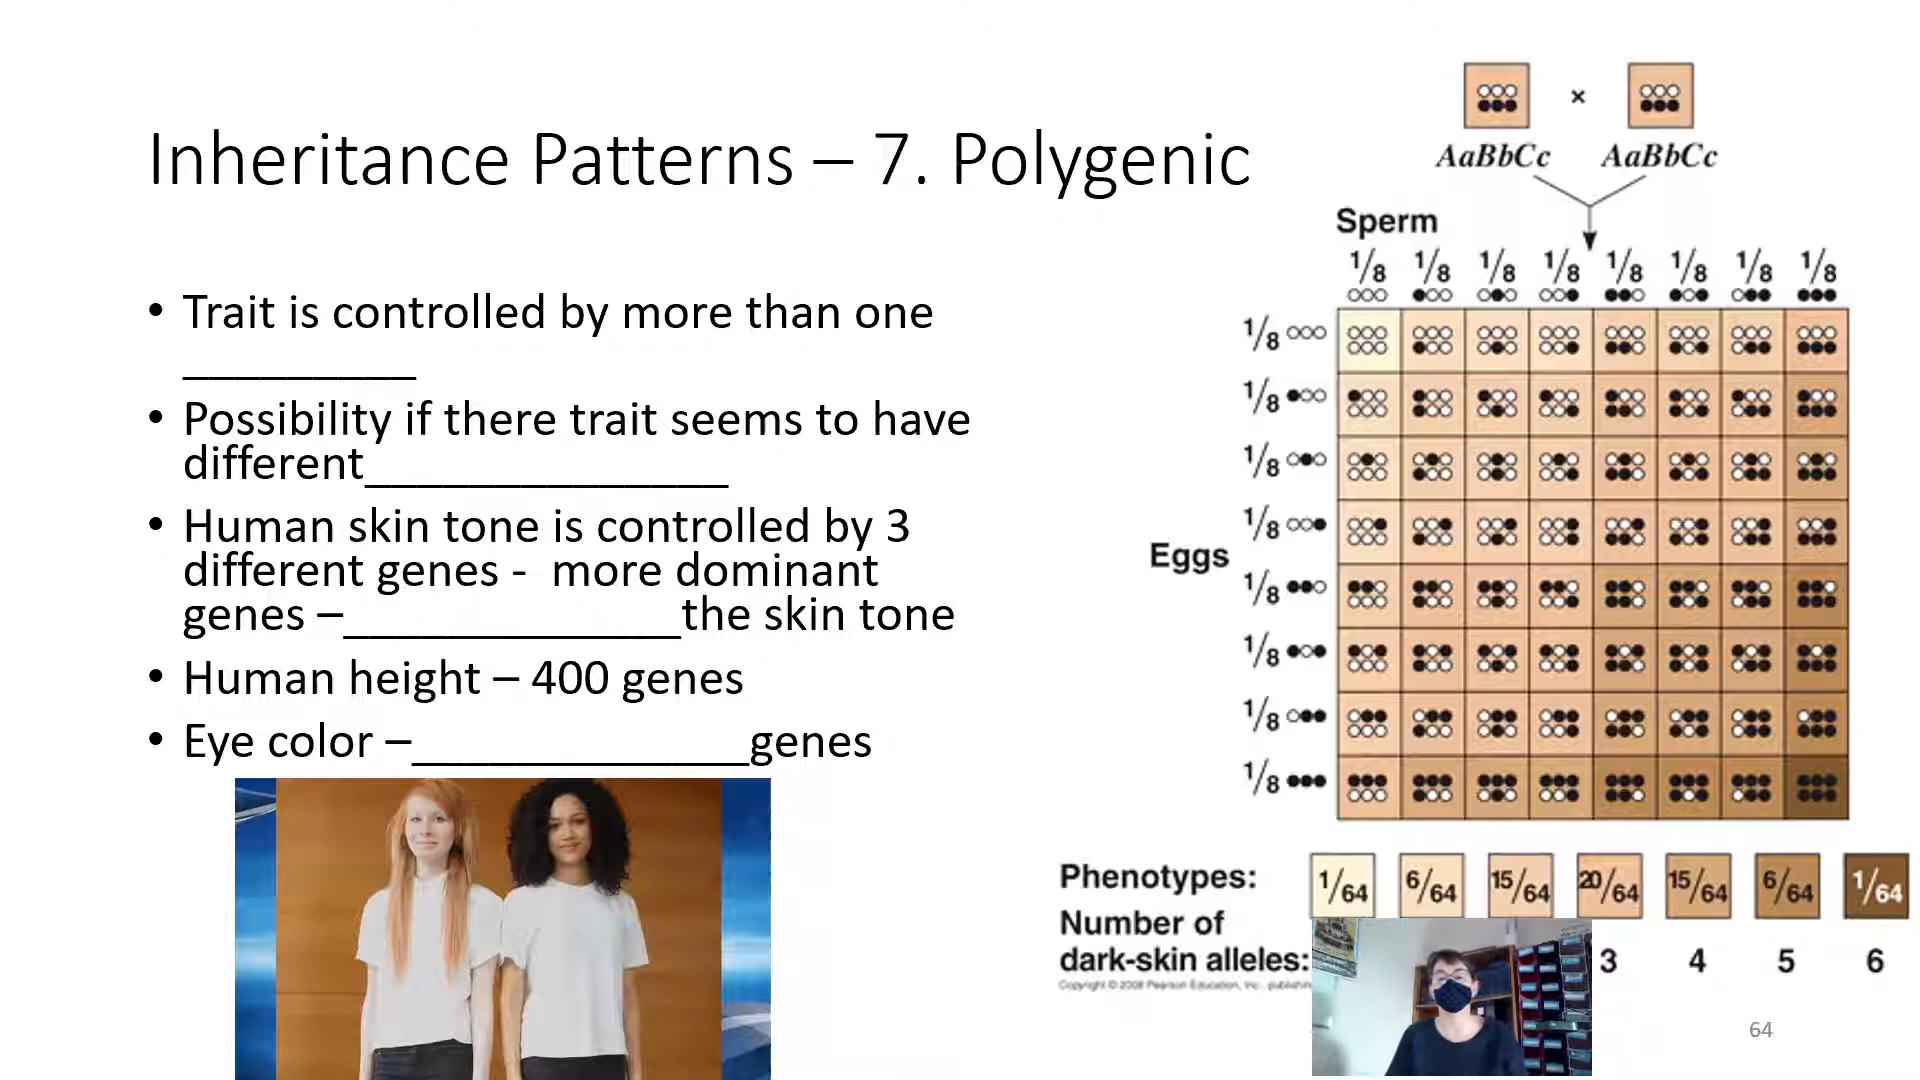 Inheritance Patterns – 7. Polygenic
• Trait is controlled by more than one
_________
• Possibility if there trait seems to have
different______________
• Human skin tone is controlled by 3
different genes - more dominant
genes –_____________the skin tone
• Human height – 400 genes
• Eye color –_____________genes
×
AaBbCc AaBbCc
Sperm
1/8 1/8 1/8 1/8 1/8 1/8 1/8 1/8
1/8
1/8
1/8
1/8
Eggs
1/8
1/8
1/8
1/8
Phenotypes: 1/64 6/64 15/64 20/64 15/64 6/64 1/64
Number of
dark-skin alleles: 3 4 5 6
Copyright © 2008 Pearson Education, Inc.,
64